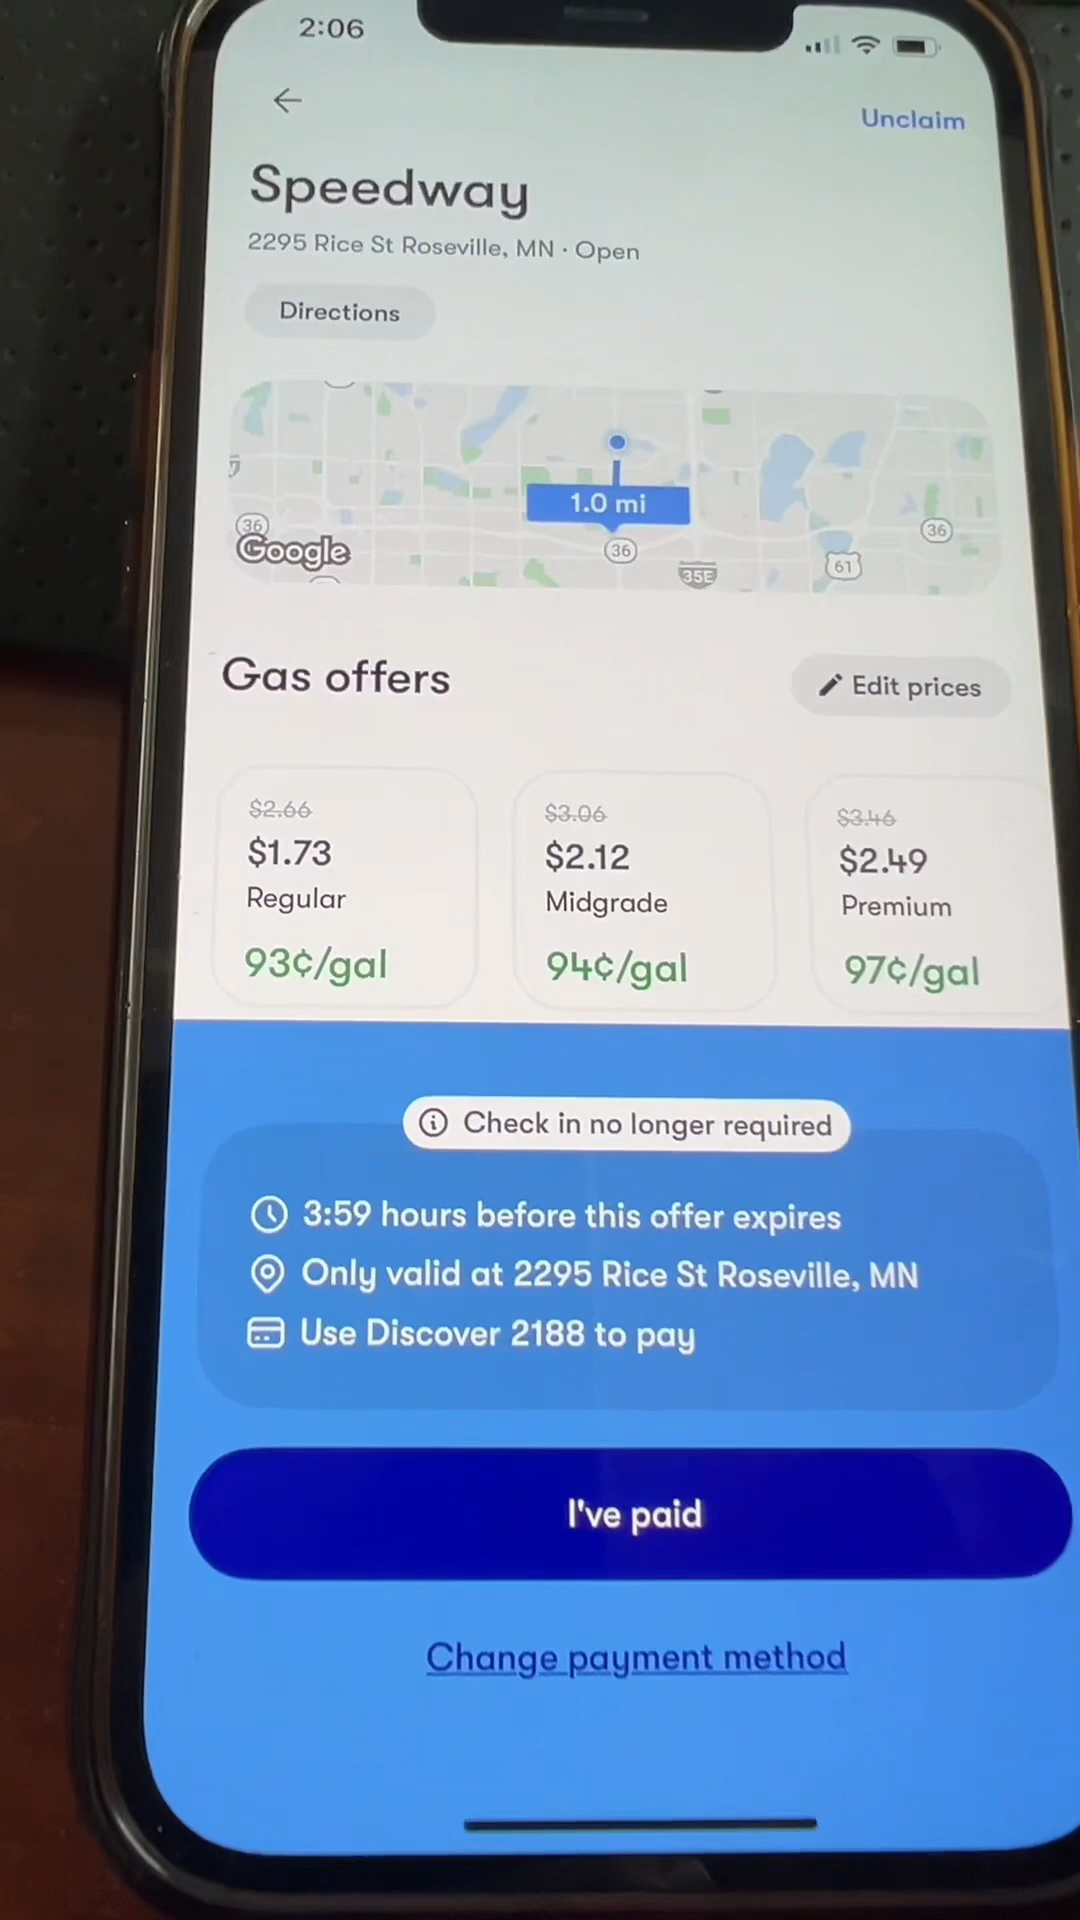 2:06
Unclaim
Speedway
2295 Rice St Roseville, MN · Open
Directions
1.0 mi
36
Google
36
35E
61
36
Gas offers
Edit prices
$2.66
$1.73
Regular
93¢/gal
$3.06
$2.12
Midgrade
94¢/gal
$3.46
$2.49
Premium
97¢/gal
Check in no longer required
3:59 hours before this offer expires
Only valid at 2295 Rice St Roseville, MN
Use Discover 2188 to pay
I've paid
Change payment method